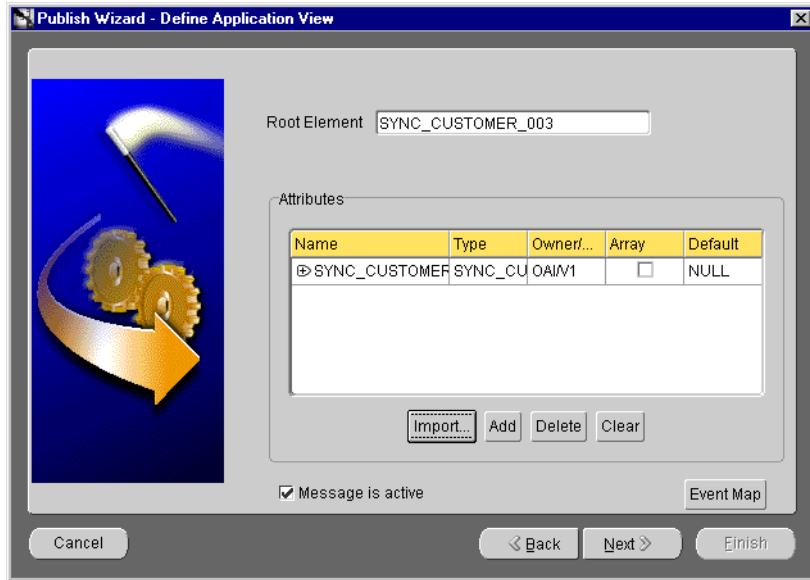 Publish Wizard - Define Application View
Root Element SYNC_CUSTOMER_003
Attributes
Name Type Owner/... Array Default
SYNC_CUSTOMER SYNC_CU OAI/V1 NULL
Import... Add Delete Clear
Message is active Event Map
Cancel Back Next Finish